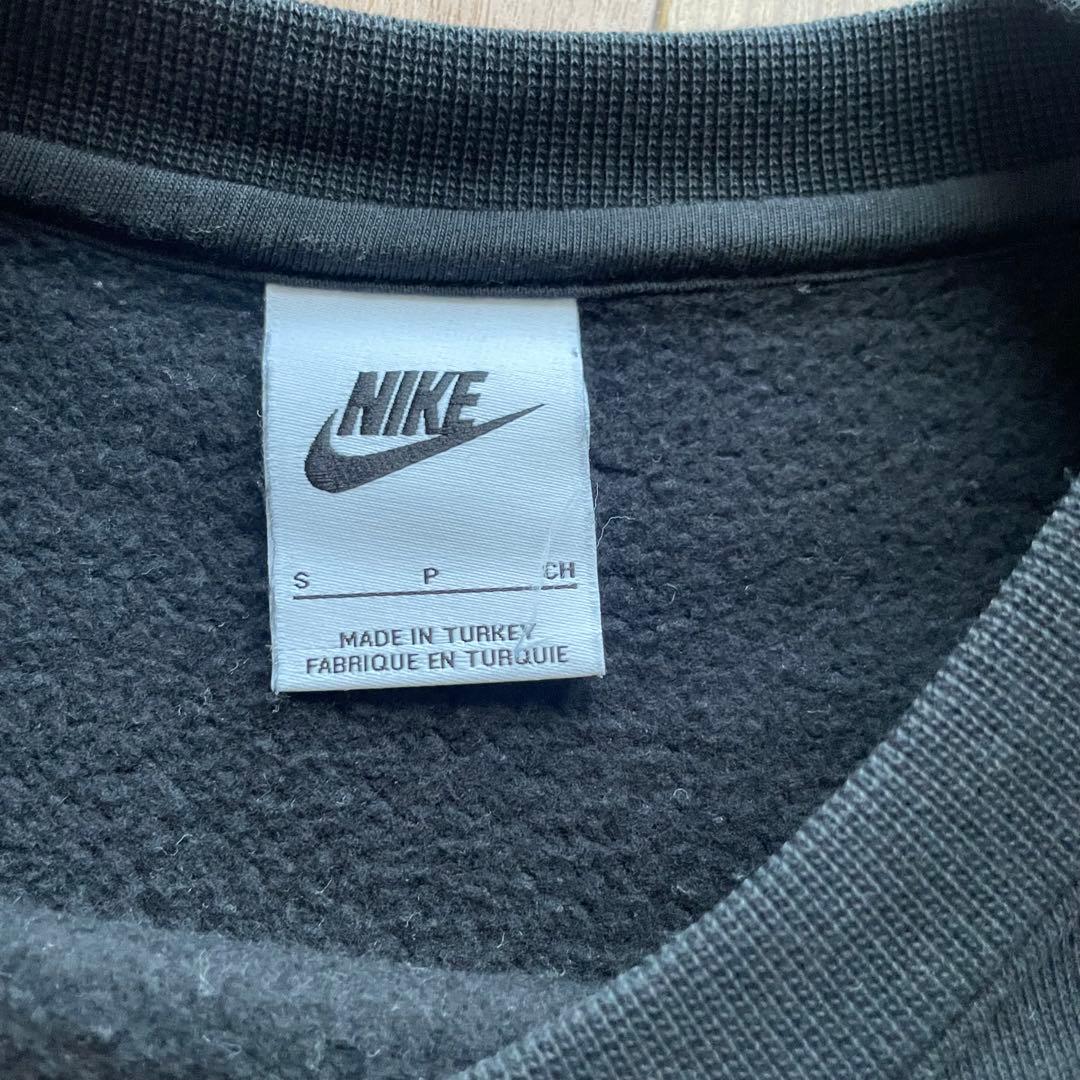 NIKE
S P CH
MADE IN TURKEY
FABRIQUE EN TURQUIE